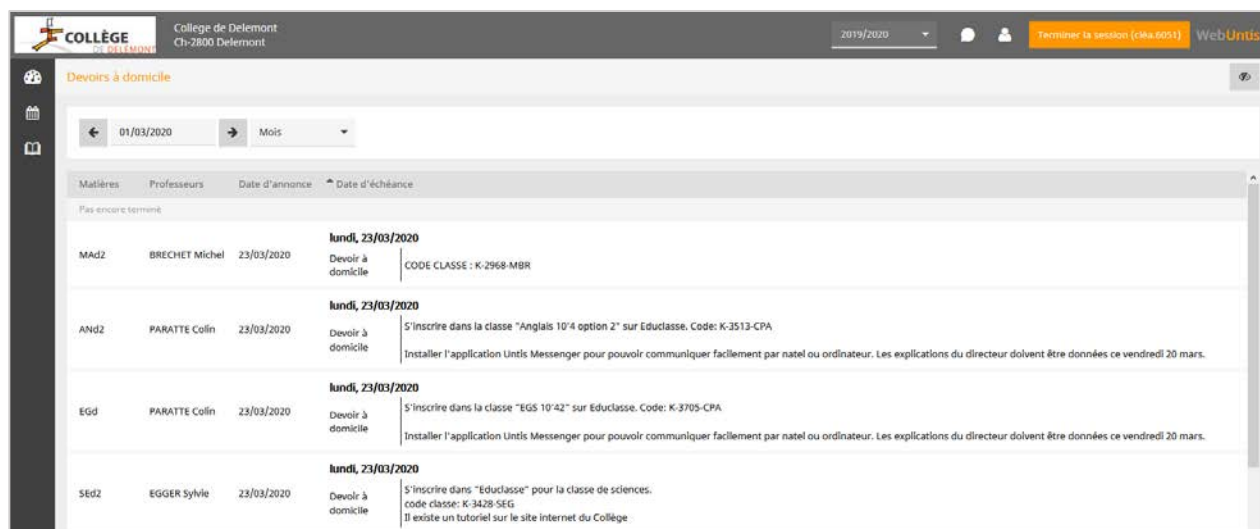 COLLÈGE
DE DELÉMONT
College de Delemont
Ch-2800 Delemont
2019/2020
Terminer la session (cléa.6051)
WebUntis
Devoirs à domicile
01/03/2020
Mois
Matières Professeurs Date d'annonce Date d'échéance
Pas encore terminé
lundi, 23/03/2020
MAd2 BRECHET Michel 23/03/2020 Devoir à domicile CODE CLASSE : K-2968-MBR
lundi, 23/03/2020
ANd2 PARATTE Colin 23/03/2020 Devoir à domicile S'inscrire dans la classe "Anglais 10'4 option 2" sur Educlasse. Code: K-3513-CPA
Installer l'application Untis Messenger pour pouvoir communiquer facilement par natel ou ordinateur. Les explications du directeur doivent être données ce vendredi 20 mars.
lundi, 23/03/2020
EGd PARATTE Colin 23/03/2020 Devoir à domicile S'inscrire dans la classe "EGS 10'42" sur Educlasse. Code: K-3705-CPA
Installer l'application Untis Messenger pour pouvoir communiquer facilement par natel ou ordinateur. Les explications du directeur doivent être données ce vendredi 20 mars.
lundi, 23/03/2020
SEd2 EGGER Sylvie 23/03/2020 Devoir à domicile S'inscrire dans "Educlasse" pour la classe de sciences.
code classe: K-3428-SEG
Il existe un tutoriel sur le site internet du Collège